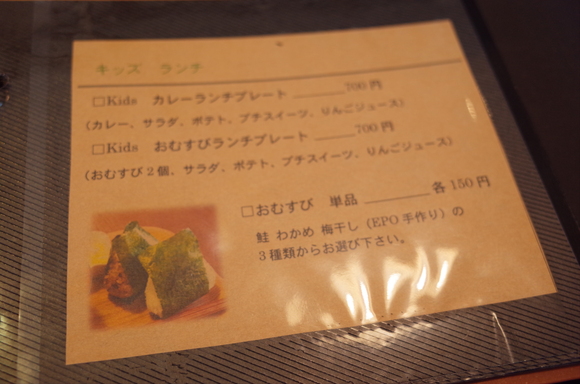 キッズ ランチ
□Kids カレーランチプレート ______700円
(カレー、サラダ、ポテト、プチスイーツ、りんごジュース)
□Kids おむすびランチプレート _____700円
(おむすび2個、サラダ、ポテト、プチスイーツ、りんごジュース)
□おむすび 単品 ________各150円
鮭 わかめ 梅干し(EPO手作り)の
3種類からお選び下さい。